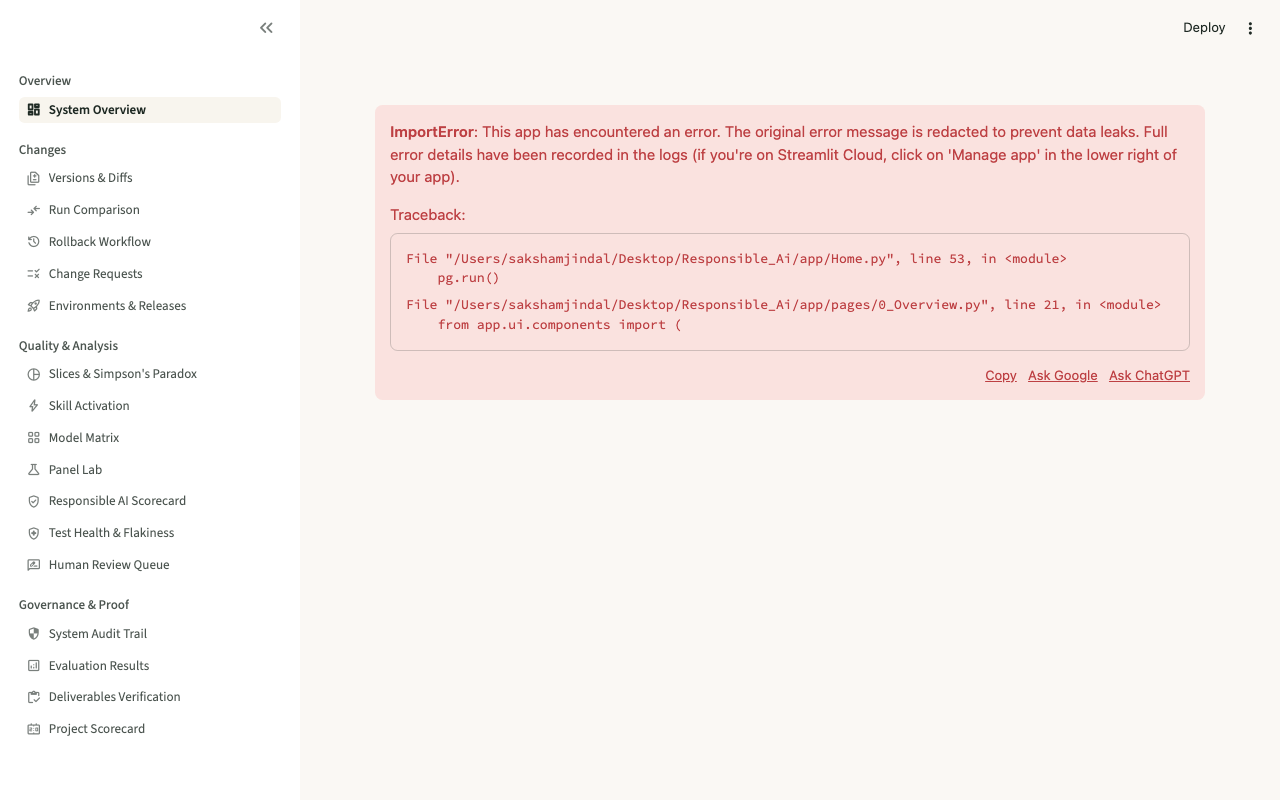 Deploy
Overview
System Overview
Changes
Versions & Diffs
Run Comparison
Rollback Workflow
Change Requests
Environments & Releases
Quality & Analysis
Slices & Simpson's Paradox
Skill Activation
Model Matrix
Panel Lab
Responsible AI Scorecard
Test Health & Flakiness
Human Review Queue
Governance & Proof
System Audit Trail
Evaluation Results
Deliverables Verification
Project Scorecard
ImportError: This app has encountered an error. The original error message is redacted to prevent data leaks. Full
error details have been recorded in the logs (if you're on Streamlit Cloud, click on 'Manage app' in the lower right of
your app).
Traceback:
File "/Users/sakshamjindal/Desktop/Responsible_Ai/app/Home.py", line 53, in <module>
    pg.run()
File "/Users/sakshamjindal/Desktop/Responsible_Ai/app/pages/0_Overview.py", line 21, in <module>
    from app.ui.components import (
Copy Ask Google Ask ChatGPT